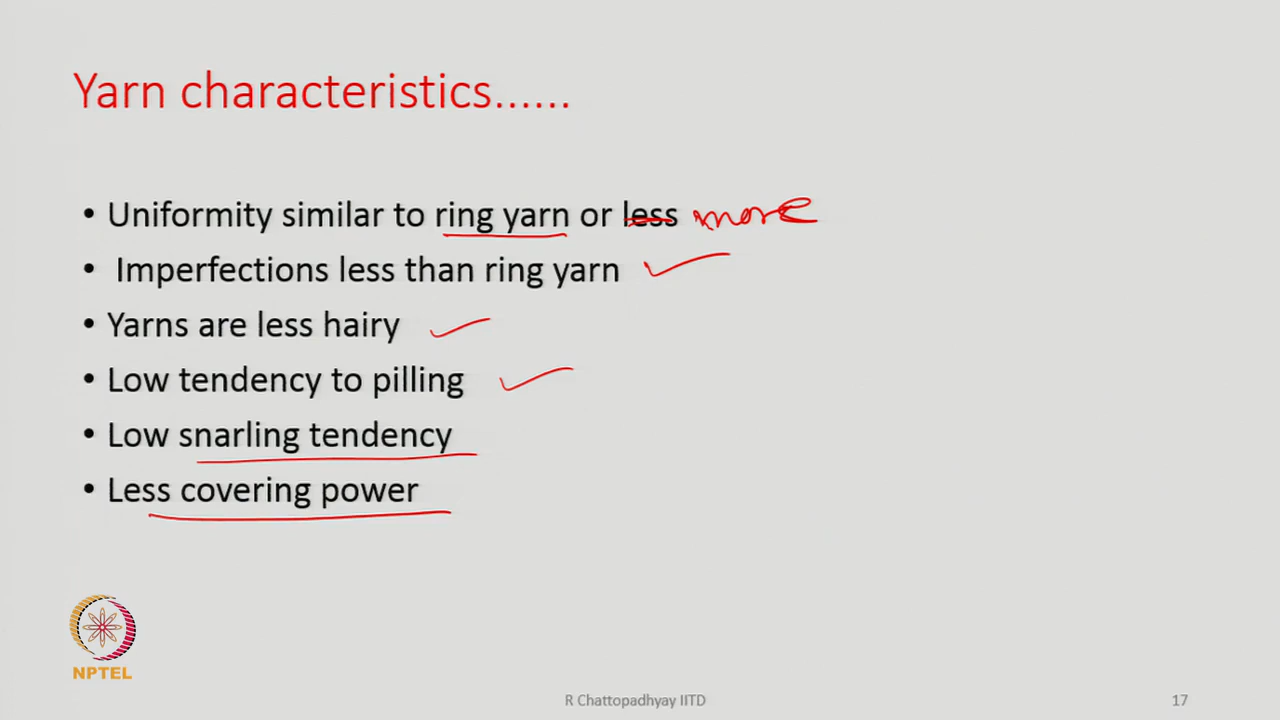 Yarn characteristics......
• Uniformity similar to ring yarn or less more
• Imperfections less than ring yarn
• Yarns are less hairy
• Low tendency to pilling
• Low snarling tendency
• Less covering power
NPTEL
R Chattopadhyay IITD
17